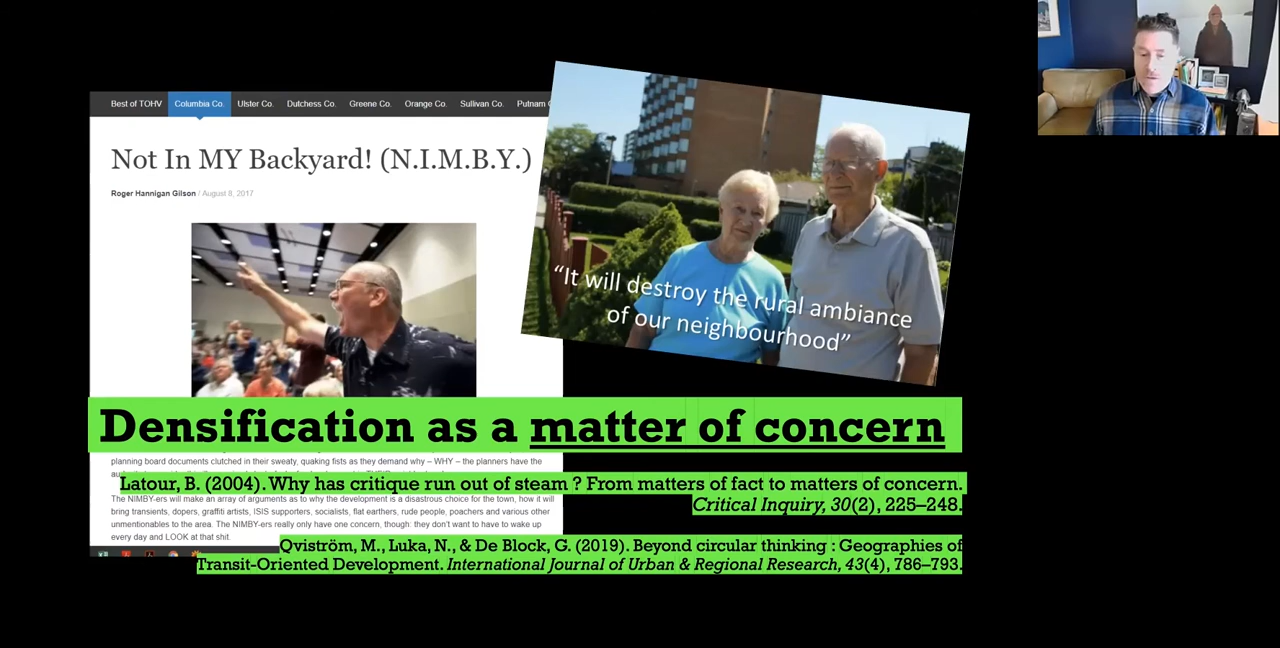 Best of TOHV Columbia Co. Ulster Co. Dutchess Co. Greene Co. Orange Co. Sullivan Co. Putnam
Not In MY Backyard! (N.I.M.B.Y.)
Roger Hannigan Gilson / August 8, 2017
“It will destroy the rural ambiance
of our neighbourhood”
Densification as a matter of concern
planning board documents clutched in their sweaty, quaking fists as they demand why – WHY – the planners have the
Latour, B. (2004). Why has critique run out of steam ? From matters of fact to matters of concern.
Critical Inquiry, 30(2), 225–248.
The NIMBY-ers will make an array of arguments as to why the development is a disastrous choice for the town, how it will
bring transients, dopers, graffiti artists, ISIS supporters, socialists, flat earthers, rude people, poachers and various other
unmentionables to the area. The NIMBY-ers really only have one concern, though: they don't want to have to wake up
every day and LOOK at that shit.
Qviström, M., Luka, N., & De Block, G. (2019). Beyond circular thinking : Geographies of
Transit-Oriented Development. International Journal of Urban & Regional Research, 43(4), 786–793.